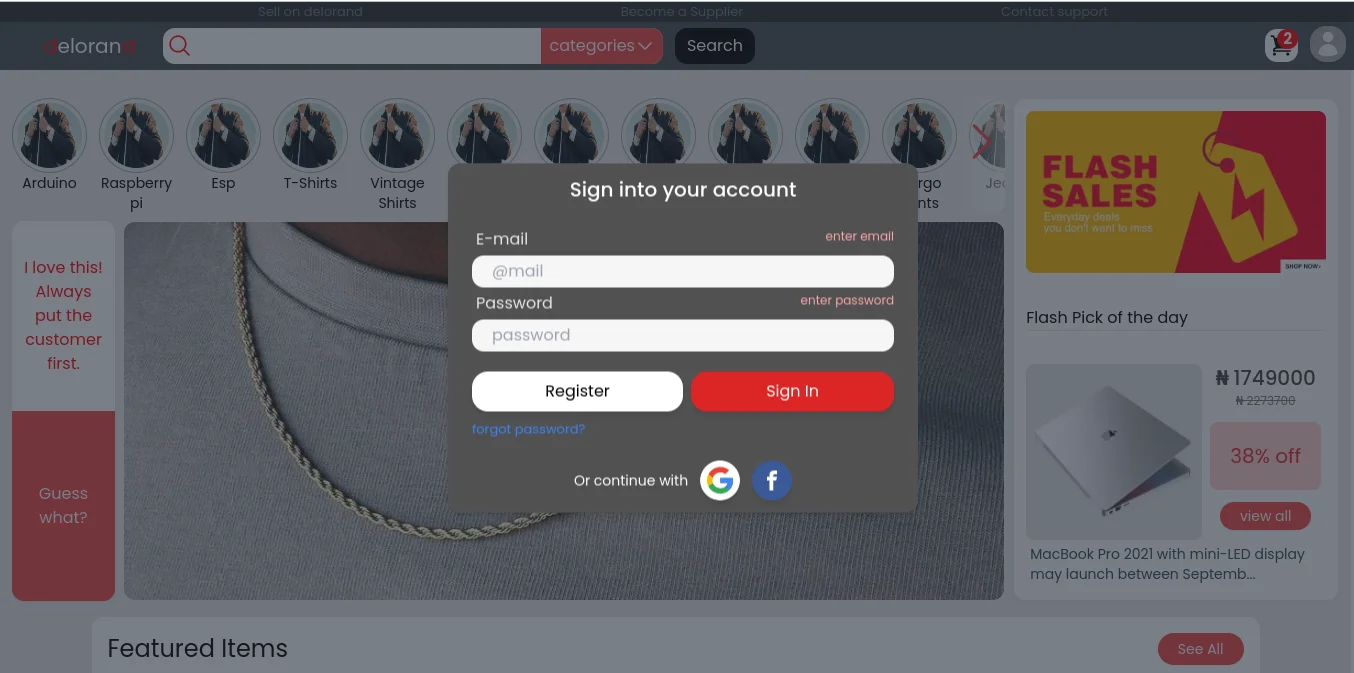 Sell on delorand
Become a Supplier
Contact support
delorand
categories
Search
2
Arduino
Raspberry
pi
Esp
T-Shirts
Vintage
Shirts
I love this!
Always
put the
customer
first.
Guess
what?
Sign into your account
E-mail
enter email
@mail
Password
enter password
password
Register
Sign In
forgot password?
Or continue with
FLASH
SALES
Everyday deals
you don't want to miss
SHOP NOW›
Flash Pick of the day
₦ 1749000
₦ 2273700
38% off
view all
MacBook Pro 2021 with mini-LED display
may launch between Septemb...
Featured Items
See All